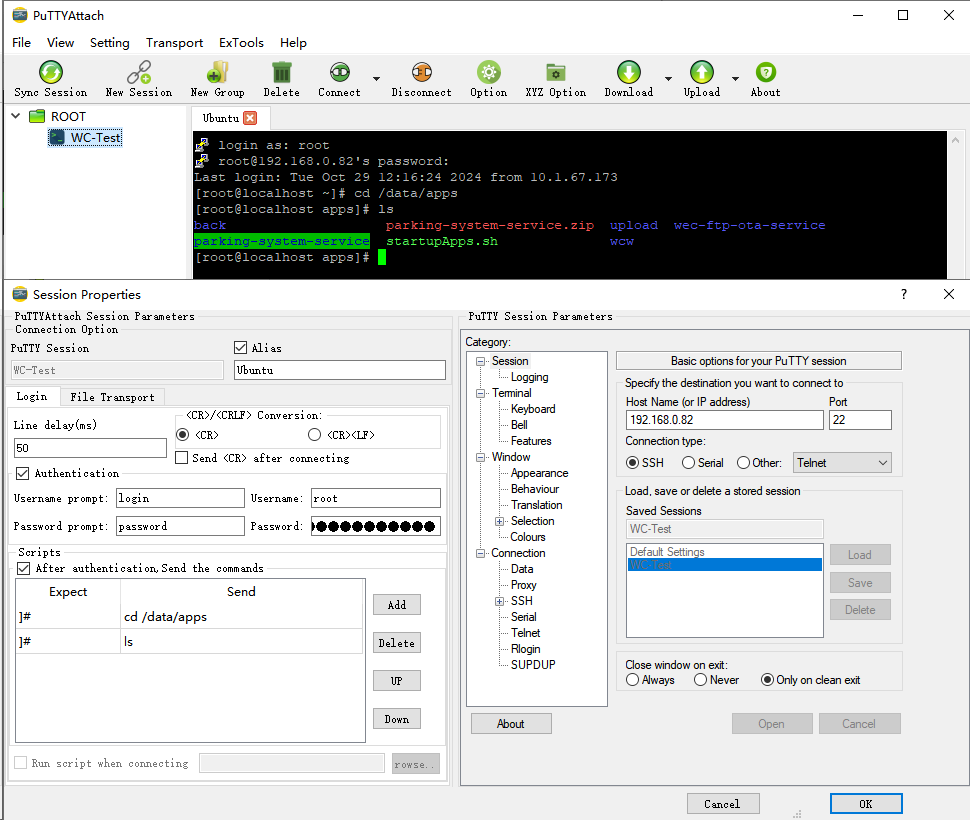 PuTTYAttach
File View Setting Transport ExTools Help
Sync Session New Session New Group Delete Connect Disconnect Option XYZ Option Download Upload About
ROOT
WC-Test
Ubuntu
login as: root
root@192.168.0.82's password:
Last login: Tue Oct 29 12:16:24 2024 from 10.1.67.173
[root@localhost ~]# cd /data/apps
[root@localhost apps]# ls
back parking-system-service.zip upload wec-ftp-ota-service
parking-system-service startupApps.sh wcw
[root@localhost apps]#
Session Properties
?
PuTTYAttach Session Parameters
Connection Option
PuTTY Session
Alias
WC-Test
Ubuntu
Login
File Transport
Line delay(ms)
50
<CR>/<CRLF> Conversion:
<CR>
<CR><LF>
Send <CR> after connecting
Authentication
Username prompt: login Username: root
Password prompt: password Password: ●●●●●●●●●●
Scripts
After authentication,Send the commands
Expect Send
]# cd /data/apps
]# ls
Add
Delete
UP
Down
Run script when connecting
rowse..
PuTTY Session Parameters
Category:
Session
Logging
Terminal
Keyboard
Bell
Features
Window
Appearance
Behaviour
Translation
Selection
Colours
Connection
Data
Proxy
SSH
Serial
Telnet
Rlogin
SUPDUP
About
Basic options for your PuTTY session
Specify the destination you want to connect to
Host Name (or IP address) Port
192.168.0.82 22
Connection type:
SSH Serial Other: Telnet
Load, save or delete a stored session
Saved Sessions
WC-Test
Default Settings
WC-Test
Load
Save
Delete
Close window on exit:
Always Never Only on clean exit
Open
Cancel
Cancel
OK